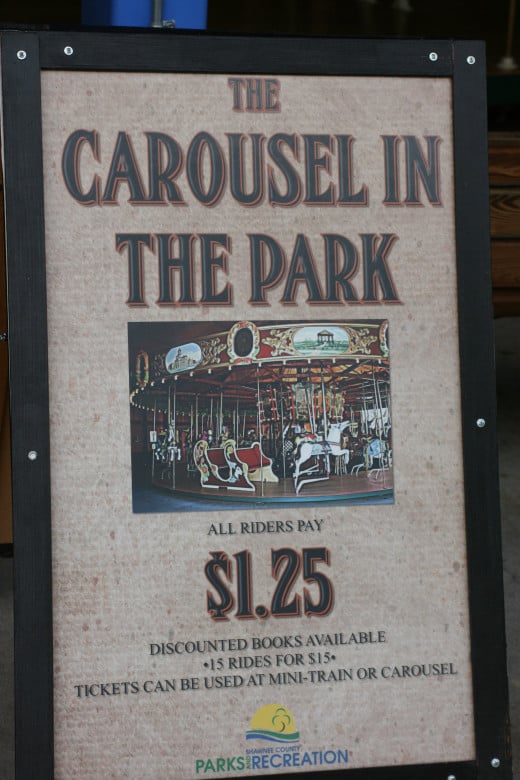 THE
CAROUSEL IN
THE PARK
ALL RIDERS PAY
$1.25
DISCOUNTED BOOKS AVAILABLE
•15 RIDES FOR $15•
TICKETS CAN BE USED AT MINI-TRAIN OR CAROUSEL
SHAWNEE COUNTY
PARKS AND RECREATION®